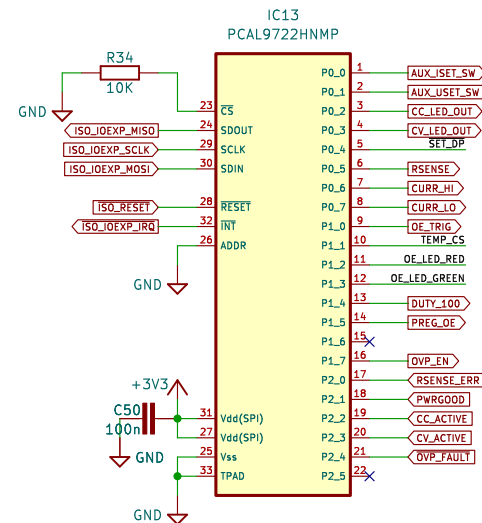 IC13
PCAL9722HNMP
R34
10K
GND
23 CS
ISO_IOEXP_MISO 24 SDOUT
ISO_IOEXP_SCLK 29 SCLK
ISO_IOEXP_MOSI 30 SDIN
ISO_RESET 28 RESET
ISO_IOEXP_IRQ 32 INT
26 ADDR
GND
+3V3
C50
100n
GND
31 Vdd(SPI)
27 Vdd(SPI)
25 Vss
33 TPAD
GND
P0_0 1 AUX_ISET_SW
P0_1 2 AUX_USET_SW
P0_2 3 CC_LED_OUT
P0_3 4 CV_LED_OUT
P0_4 5 SET_DP
P0_5 6 RSENSE
P0_6 7 CURR_HI
P0_7 8 CURR_LO
P1_0 9 OE_TRIG
P1_1 10 TEMP_CS
P1_2 11 OE_LED_RED
P1_3 12 OE_LED_GREEN
P1_4 13 DUTY_100
P1_5 14 PREG_OE
P1_6 15
P1_7 16 OVP_EN
P2_0 17 RSENSE_ERR
P2_1 18 PWRGOOD
P2_2 19 CC_ACTIVE
P2_3 20 CV_ACTIVE
P2_4 21 OVP_FAULT
P2_5 22